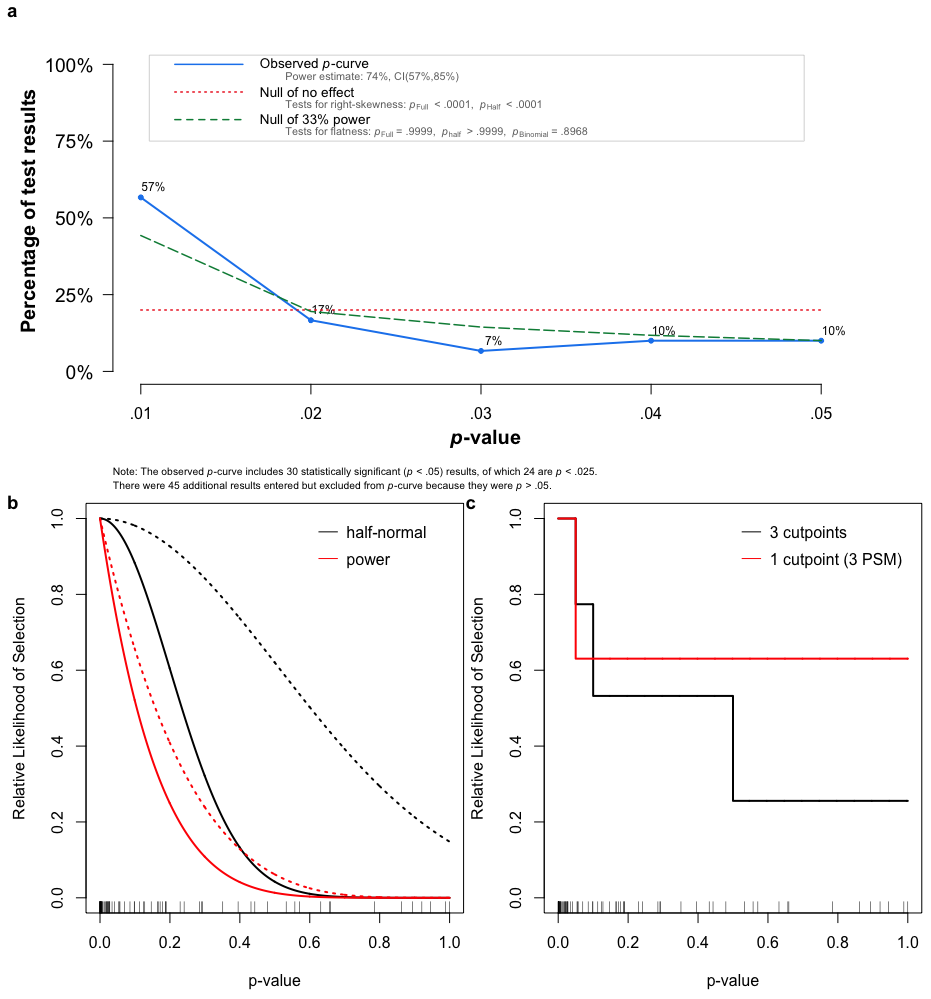 a
Observed p-curve
Power estimate: 74%, CI(57%,85%)
Null of no effect
Tests for right-skewness: pFull < .0001, pHalf < .0001
Null of 33% power
Tests for flatness: pFull = .9999, phalf > .9999, pBinomial = .8968
Percentage of test results
100%
75%
50%
25%
0%
57%
17%
7%
10%
10%
.01 .02 .03 .04 .05
p-value
Note: The observed p-curve includes 30 statistically significant (p < .05) results, of which 24 are p < .025.
There were 45 additional results entered but excluded from p-curve because they were p > .05.
b
half-normal
power
Relative Likelihood of Selection
1.0
0.8
0.6
0.4
0.2
0.0
0.0 0.2 0.4 0.6 0.8 1.0
p-value
c
3 cutpoints
1 cutpoint (3 PSM)
Relative Likelihood of Selection
1.0
0.8
0.6
0.4
0.2
0.0
0.0 0.2 0.4 0.6 0.8 1.0
p-value